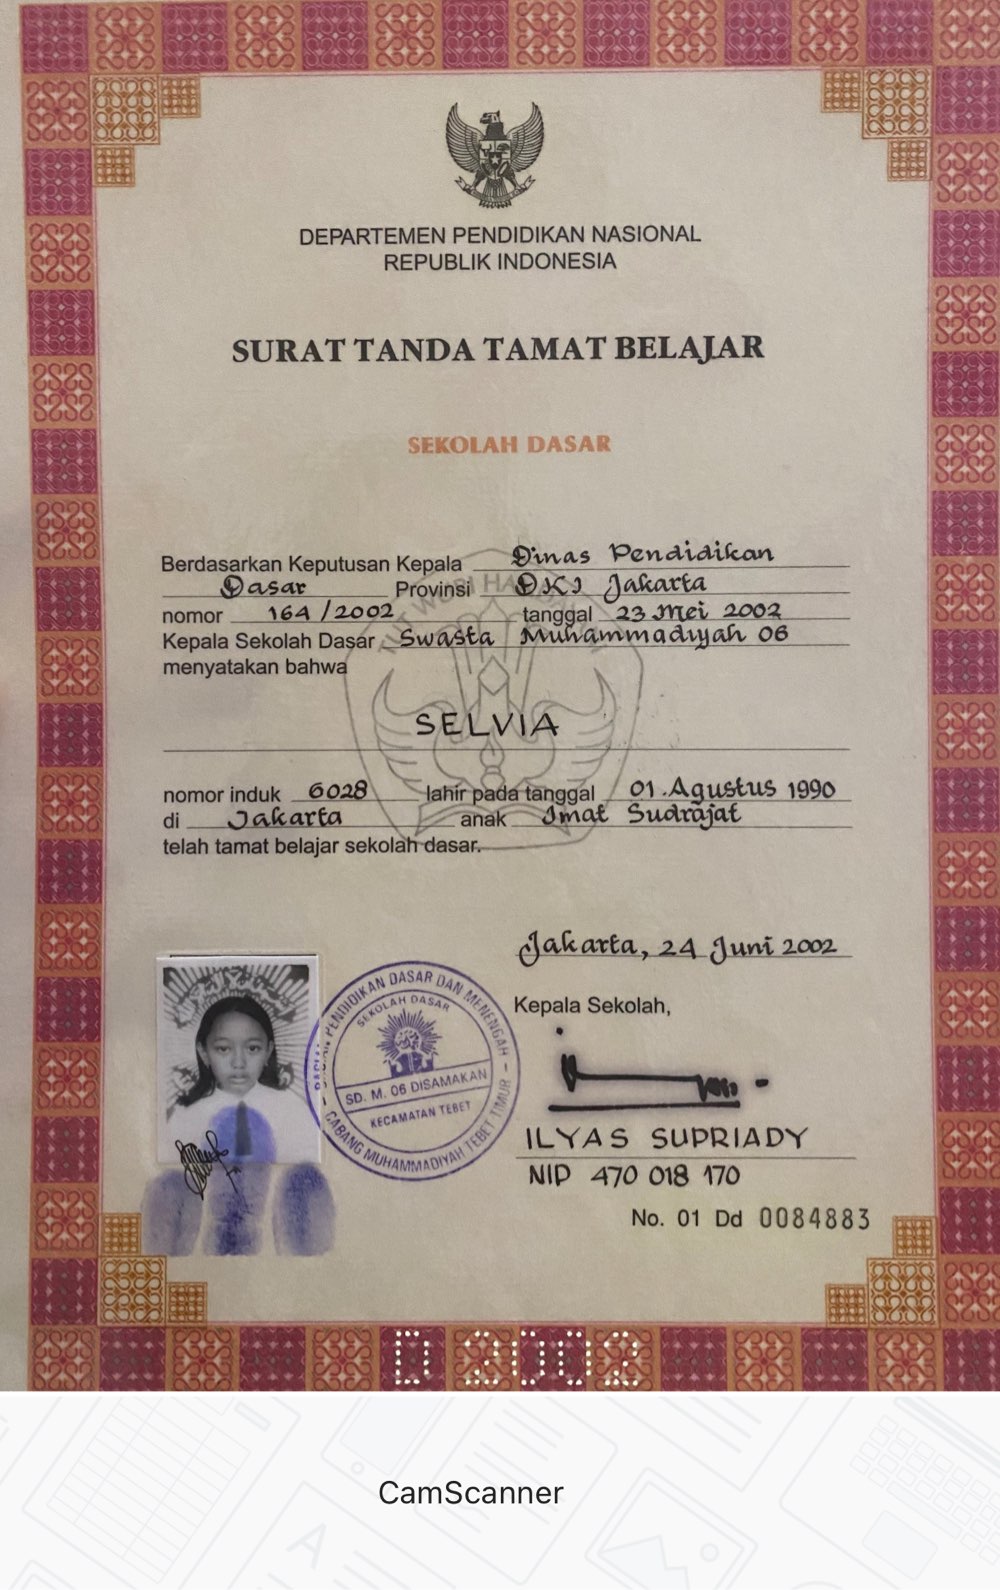 DEPARTEMEN PENDIDIKAN NASIONAL
REPUBLIK INDONESIA
SURAT TANDA TAMAT BELAJAR
SEKOLAH DASAR
Berdasarkan Keputusan Kepala Dinas Pendidikan
Dasar Provinsi DKI Jakarta
nomor 164/2002 tanggal 23 Mei 2002
Kepala Sekolah Dasar Swasta Muhammadiyah 06
menyatakan bahwa
SELVIA
nomor induk 6028 lahir pada tanggal 01. Agustus 1990
di Jakarta anak Imat Sudrajat
telah tamat belajar sekolah dasar.
Jakarta, 24 Juni 2002
Kepala Sekolah,
PENDIDIKAN DASAR DAN MENENGAH
SEKOLAH DASAR
SD. M. 06 DISAMAKAN
KECAMATAN TEBET
CABANG MUHAMMADIYAH TEBET TIMUR
ILYAS SUPRIADY
NIP 470 018 170
No. 01 Dd 0084883
D 2002
CamScanner